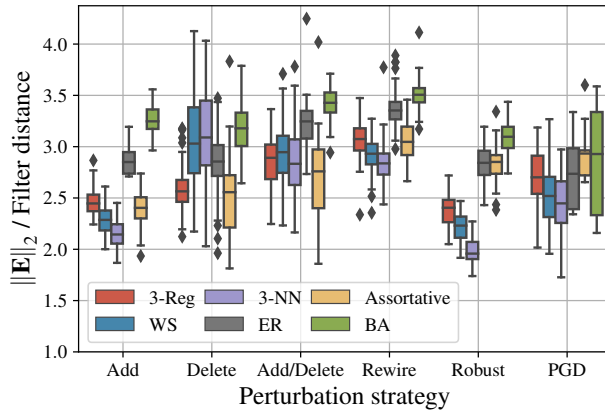 ||E||₂ / Filter distance
4.0
3.5
3.0
2.5
2.0
1.5
1.0
3-Reg 3-NN Assortative
WS ER BA
Add Delete Add/Delete Rewire Robust PGD
Perturbation strategy